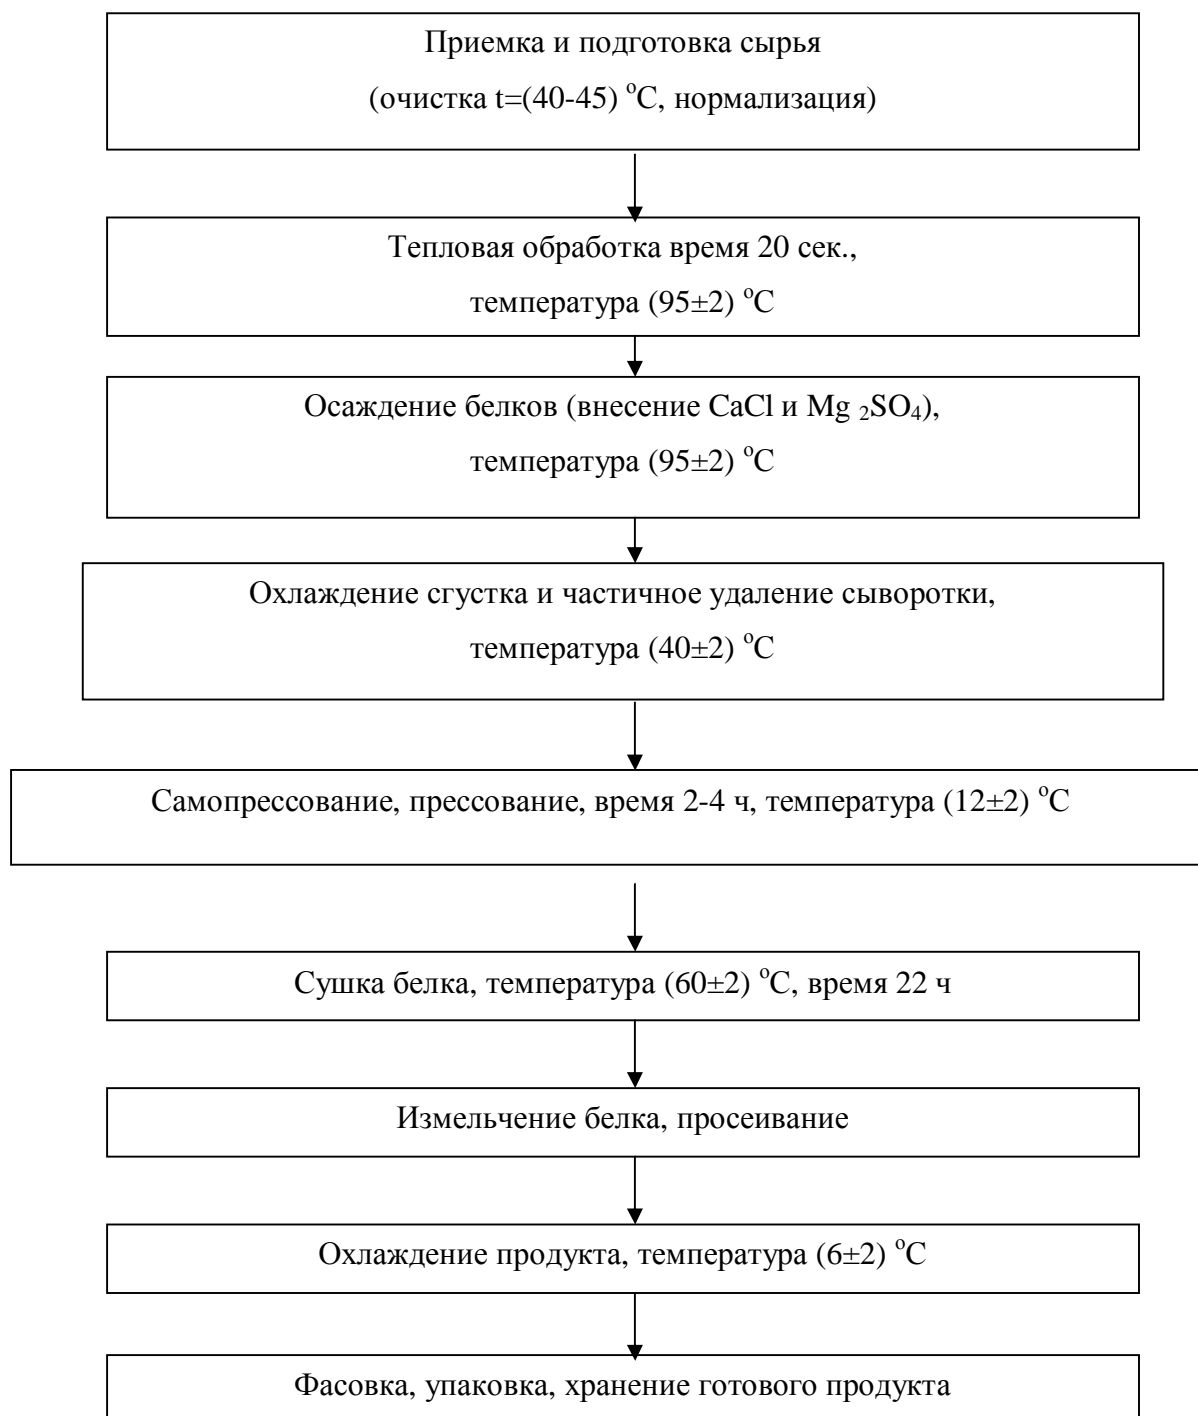 Приемка и подготовка сырья
(очистка t=(40-45) °С, нормализация)
Тепловая обработка время 20 сек.,
температура (95±2) °С
Осаждение белков (внесение CaCl и Mg ₂SO₄),
температура (95±2) °С
Охлаждение сгустка и частичное удаление сыворотки,
температура (40±2) °С
Самопрессование, прессование, время 2-4 ч, температура (12±2) °С
Сушка белка, температура (60±2) °С, время 22 ч
Измельчение белка, просеивание
Охлаждение продукта, температура (6±2) °С
Фасовка, упаковка, хранение готового продукта